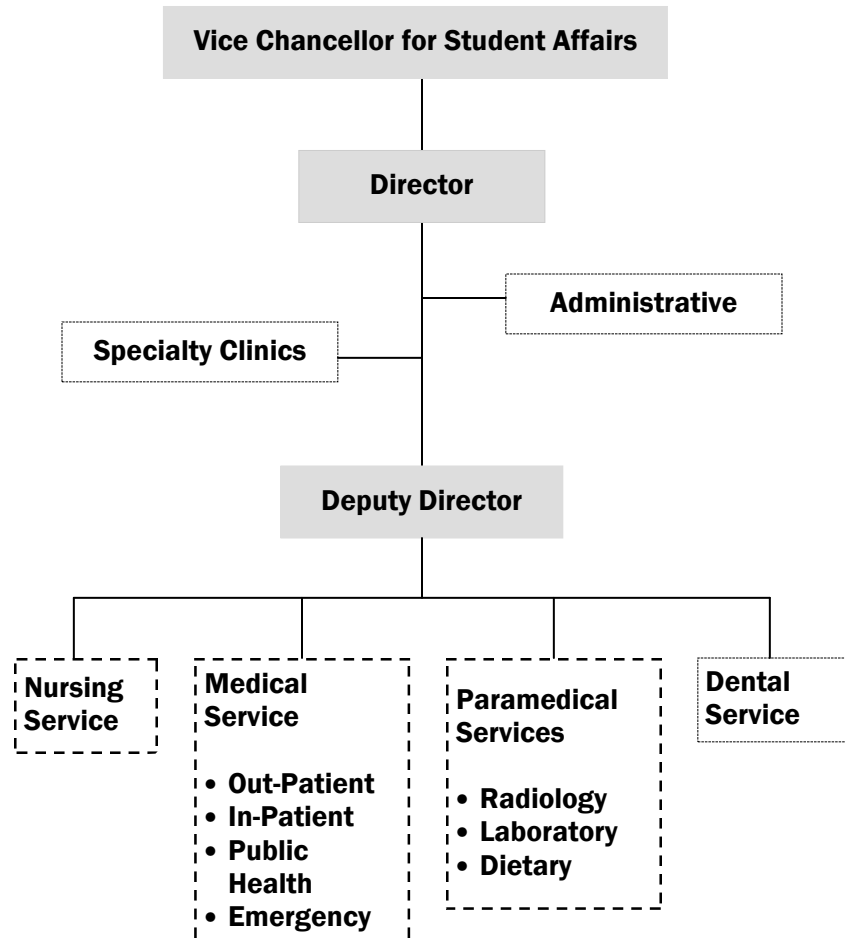 Vice Chancellor for Student Affairs
Director
Administrative
Specialty Clinics
Deputy Director
Nursing
Service
Medical
Service
• Out-Patient
• In-Patient
• Public
Health
• Emergency
Paramedical
Services
• Radiology
• Laboratory
• Dietary
Dental
Service